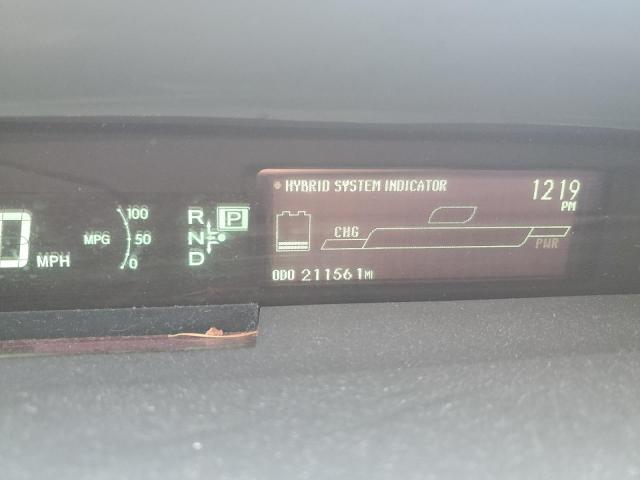 HYBRID SYSTEM INDICATOR 1219
PM
CHG
PWR
ODO 211561 MI
0 MPH
MPG
100
50
0
R P
N
D